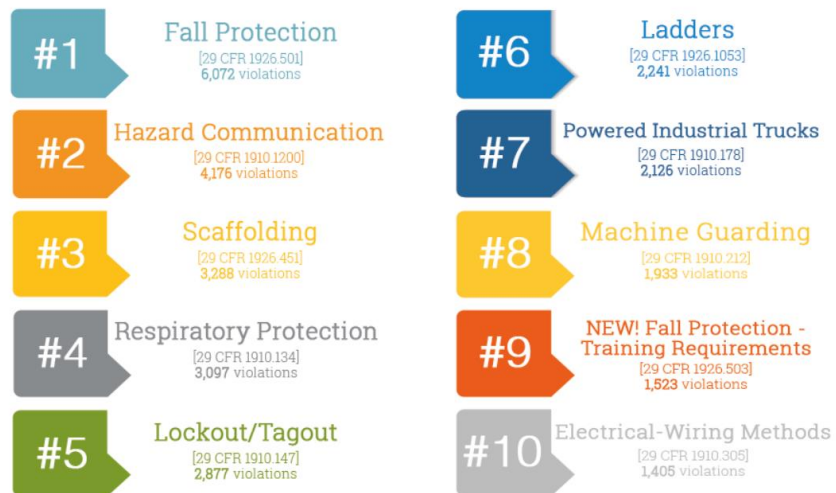 #1
Fall Protection
[29 CFR 1926.501]
6,072 violations
#2
Hazard Communication
[29 CFR 1910.1200]
4,176 violations
#3
Scaffolding
[29 CFR 1926.451]
3,288 violations
#4
Respiratory Protection
[29 CFR 1910.134]
3,097 violations
#5
Lockout/Tagout
[29 CFR 1910.147]
2,877 violations
#6
Ladders
[29 CFR 1926.1053]
2,241 violations
#7
Powered Industrial Trucks
[29 CFR 1910.178]
2,126 violations
#8
Machine Guarding
[29 CFR 1910.212]
1,933 violations
#9
NEW! Fall Protection -
Training Requirements
[29 CFR 1926.503]
1,523 violations
#10
Electrical-Wiring Methods
[29 CFR 1910.305]
1,405 violations